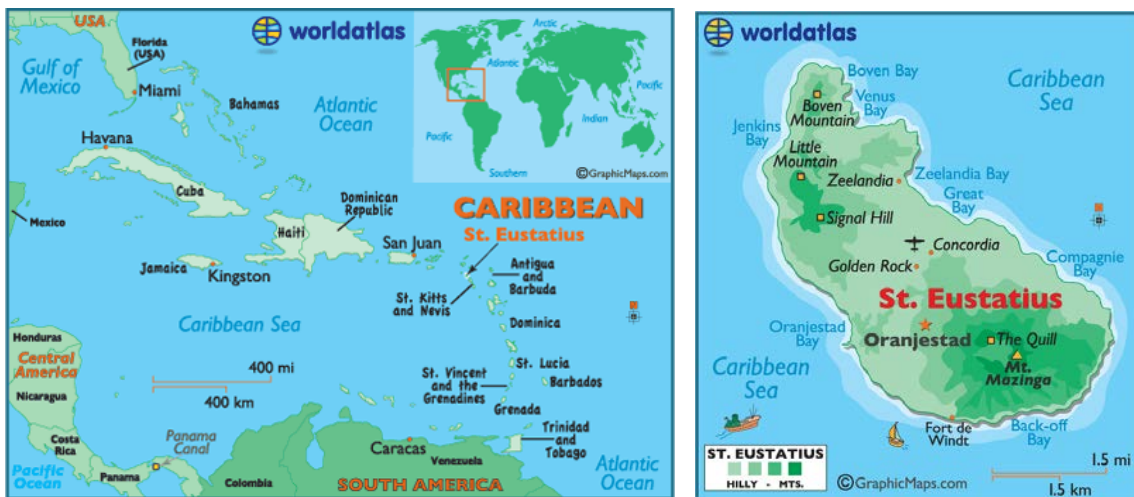 USA
worldatlas
Florida
(USA)
Gulf of
Mexico
Miami
Bahamas
Atlantic
Ocean
Arctic
Atlantic
Pacific
Indian
Pacific
Southern
©GraphicMaps.com
Havana
Cuba
Mexico
Dominican
Republic
Haiti
CARIBBEAN
St. Eustatius
San Juan
Jamaica
Kingston
Antigua
and
Barbuda
St. Kitts
and Nevis
Caribbean Sea
Dominica
Honduras
Central
America
400 mi
400 km
St. Lucia
Barbados
St. Vincent
and the
Grenadines
Nicaragua
Grenada
Costa
Rica
Panama
Canal
Caracas
Trinidad
and
Tobago
Pacific
Ocean
Panama
Colombia
Venezuela
SOUTH AMERICA
Atlantic
Ocean
worldatlas
Boven Bay
Caribbean
Sea
Venus
Bay
Boven
Mountain
Jenkins
Bay
Little
Mountain
Zeelandia
Zeelandia Bay
Great
Bay
Signal Hill
Concordia
Compagnie
Bay
Golden Rock
St. Eustatius
Oranjestad
Bay
Oranjestad
The Quill
Mt.
Mazinga
Caribbean
Sea
Fort de
Windt
Back-off
Bay
ST. EUSTATIUS
HILLY • MTS.
©GraphicMaps.com
1.5 mi
1.5 km